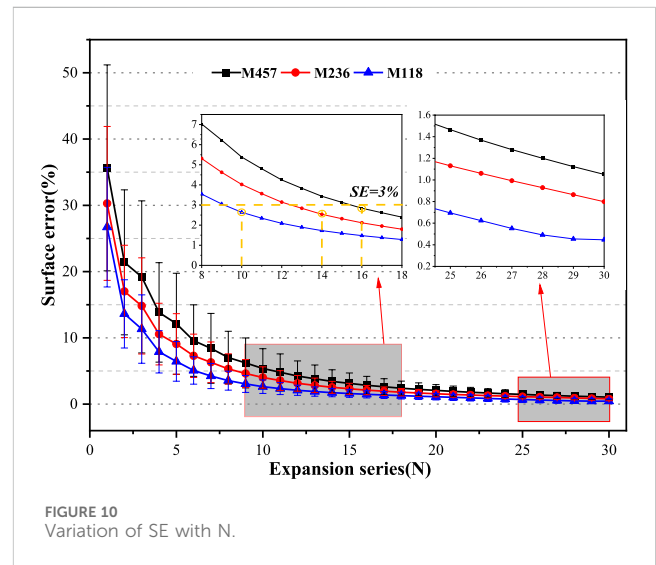 M457 M236 M118
50
40
30
20
10
0
Surface error(%)
0 5 10 15 20 25 30
Expansion series(N)
7
6
5
4
3
2
1
0
8 10 12 14 16 18
SE=3%
1.6
1.4
1.2
1.0
0.8
0.6
0.4
0.2
25 26 27 28 29 30
FIGURE 10
Variation of SE with N.